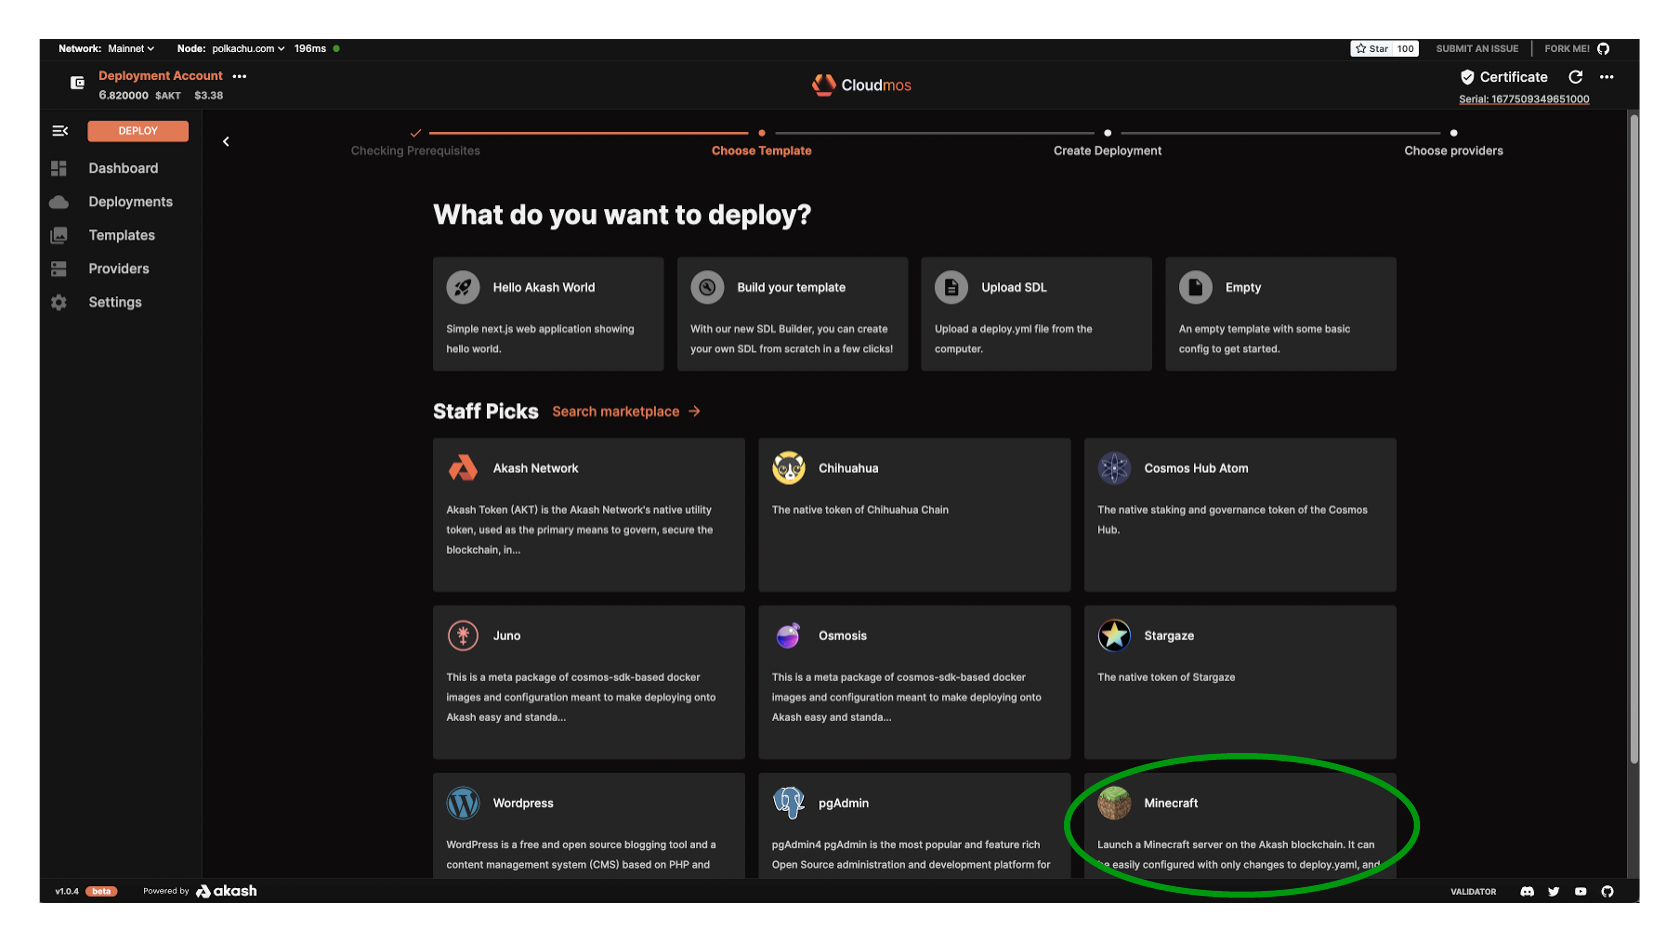 Network: Mainnet Node: polkachu.com 196ms
Star 100 SUBMIT AN ISSUE FORK ME!
Deployment Account
6.820000 $AKT $3.38
Cloudmos
Certificate
Serial: 1677509349651000
DEPLOY
Dashboard
Deployments
Templates
Providers
Settings
Checking Prerequisites
Choose Template
Create Deployment
Choose providers
What do you want to deploy?
Hello Akash World
Simple next.js web application showing
hello world.
Build your template
With our new SDL Builder, you can create
your own SDL from scratch in a few clicks!
Upload SDL
Upload a deploy.yml file from the
computer.
Empty
An empty template with some basic
config to get started.
Staff Picks Search marketplace
Akash Network
Akash Token (AKT) is the Akash Network's native utility
token, used as the primary means to govern, secure the
blockchain, in...
Chihuahua
The native token of Chihuahua Chain
Cosmos Hub Atom
The native staking and governance token of the Cosmos
Hub.
Juno
This is a meta package of cosmos-sdk-based docker
images and configuration meant to make deploying onto
Akash easy and standa...
Osmosis
This is a meta package of cosmos-sdk-based docker
images and configuration meant to make deploying onto
Akash easy and standa...
Stargaze
The native token of Stargaze
Wordpress
WordPress is a free and open source blogging tool and a
content management system (CMS) based on PHP and
pgAdmin
pgAdmin4 pgAdmin is the most popular and feature rich
Open Source administration and development platform for
Minecraft
Launch a Minecraft server on the Akash blockchain. It can
easily configured with only changes to deploy.yaml, and
v1.0.4 beta Powered by akash
VALIDATOR